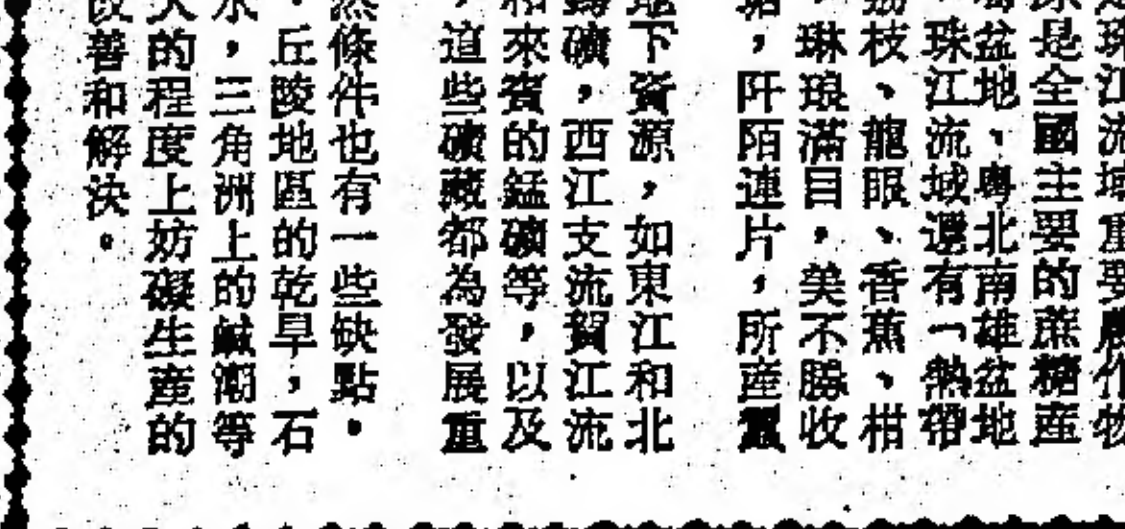 珠江流域重要農作物
是全國主要的蔗糖產
盆地、粵北南雄盆地
珠江流域還有「熱帶
枝、龍眼、香蕉、柑
琳琅滿目，美不勝收
，阡陌連片，所產蠶
地下資源，如東江和北
礦，西江支流賀江流
和來賓的錳礦等，以及
，這些礦藏都為發展重
條件也有一些缺點。
丘陵地區的乾旱，石
水，三角洲上的鹹潮等
大的程度上妨礙生產的
改善和解決。